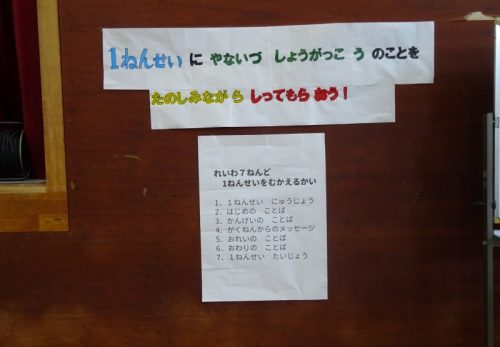 1ねんせい に やないづ しょうがっこ う のことを
たのしみなが ら しってもら おう!
れいわ7ねんど
1ねんせいをむかえるかい
1. 1ねんせい にゅうじょう
2. はじめの ことば
3. かんげいの ことば
4. がくねんからのメッセージ
5. おれいの ことば
6. おわりの ことば
7. 1ねんせい たいじょう